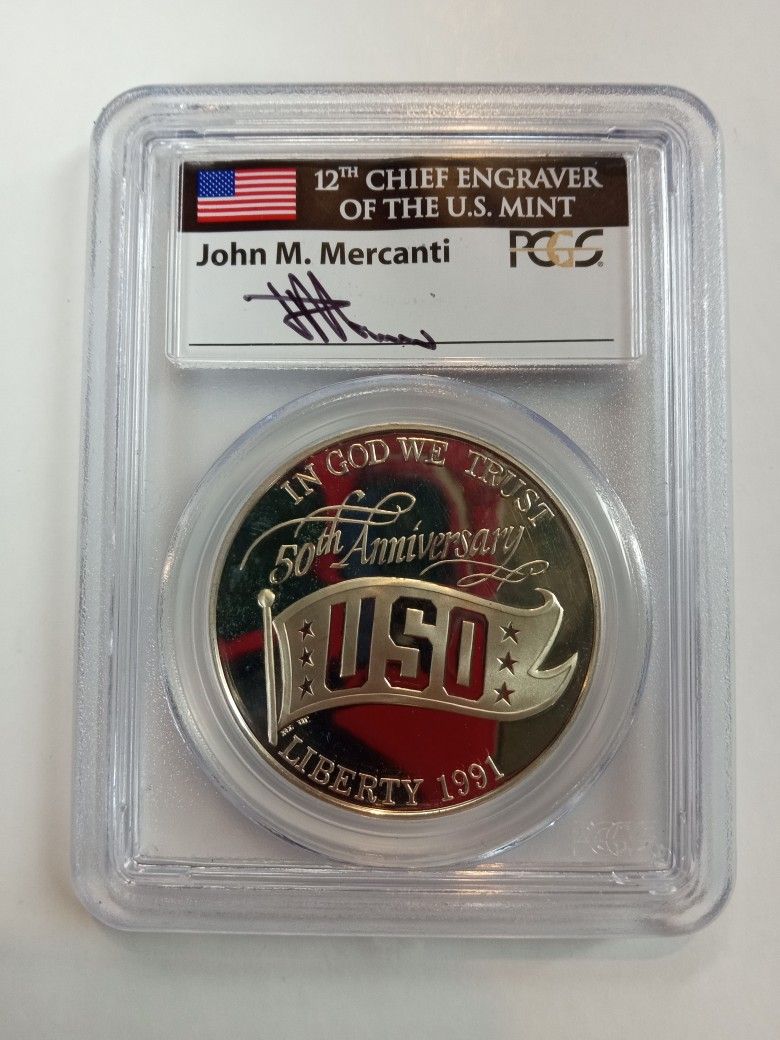 12TH CHIEF ENGRAVER
OF THE U.S. MINT
John M. Mercanti
PCGS
IN GOD WE TRUST
50th Anniversary
USO
LIBERTY 1991